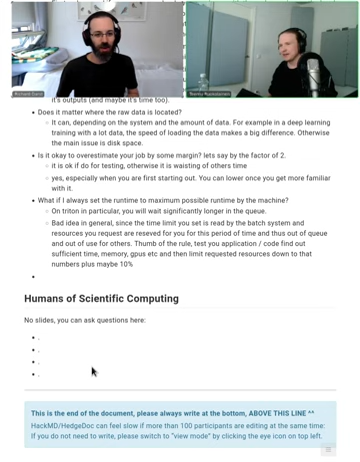 it's outputs (and maybe it's time too).
Does it matter where the raw data is located?
It can, depending on the system and the amount of data. For example in a deep learning
training with a lot data, the speed of loading the data makes a big difference. Otherwise
the main issue is disk space.
Is it okay to overestimate your job by some margin? lets say by the factor of 2.
it is ok if do for testing, otherwise it is waisting of others time
yes, especially when you are first starting out. You can lower once you get more familiar
with it.
What if I always set the runtime to maximum possible runtime by the machine?
On triton in particular, you will wait significantly longer in the queue.
Bad idea in general, since the time limit you set is read by the batch system and
resources you request are reseved for you for this period of time and thus out of queue
and out of use for others. Thumb of the rule, test you application / code find out
sufficient time, memory, gpus etc and then limit requested resources down to that
numbers plus maybe 10%
Humans of Scientific Computing
No slides, you can ask questions here:
.
.
.
.
This is the end of the document, please always write at the bottom, ABOVE THIS LINE ^^
HackMD/HedgeDoc can feel slow if more than 100 participants are editing at the same time:
If you do not need to write, please switch to "view mode" by clicking the eye icon on top left.